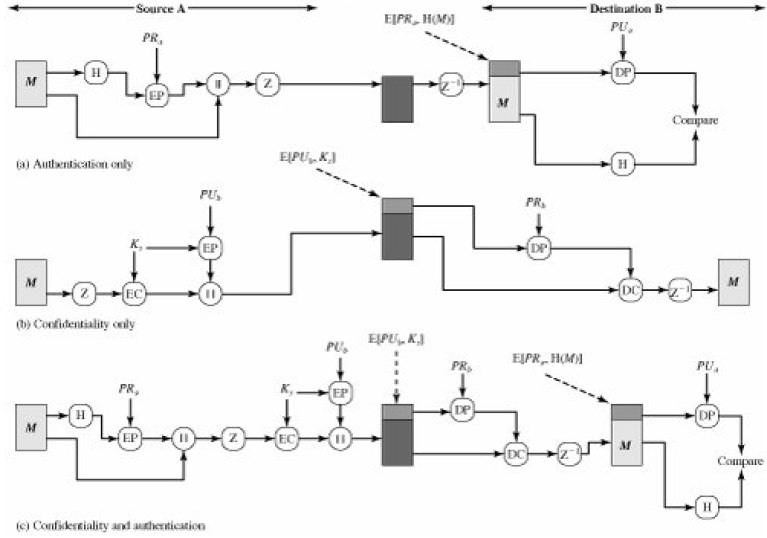 Source A
Destination B
E[PRa, H(M)]
PRa
PUa
M
H
EP
||
Z
Z⁻¹
M
DP
Compare
H
(a) Authentication only
E[PUb, Ks]
PUb
PRb
Ks
EP
DP
M
Z
EC
||
DC
Z⁻¹
M
(b) Confidentiality only
PUb
E[PUb, Ks]
PRa
Ks
EP
PRb
E[PRa, H(M)]
PUa
M
H
EP
||
Z
EC
||
DP
DC
Z⁻¹
M
DP
Compare
H
(c) Confidentiality and authentication